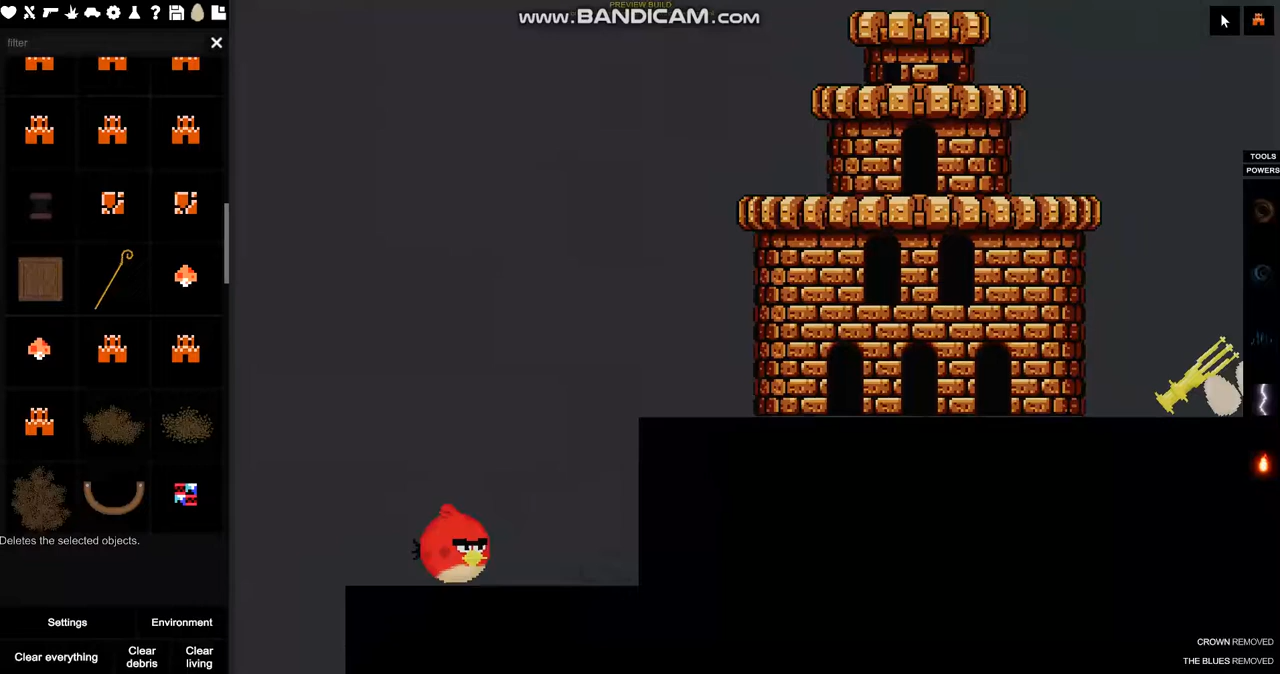 PREVIEW BUILD
www.BANDICAM.com
filter
TOOLS
POWERS
Deletes the selected objects.
Settings
Environment
Clear everything
Clear debris
Clear living
CROWN REMOVED
THE BLUES REMOVED